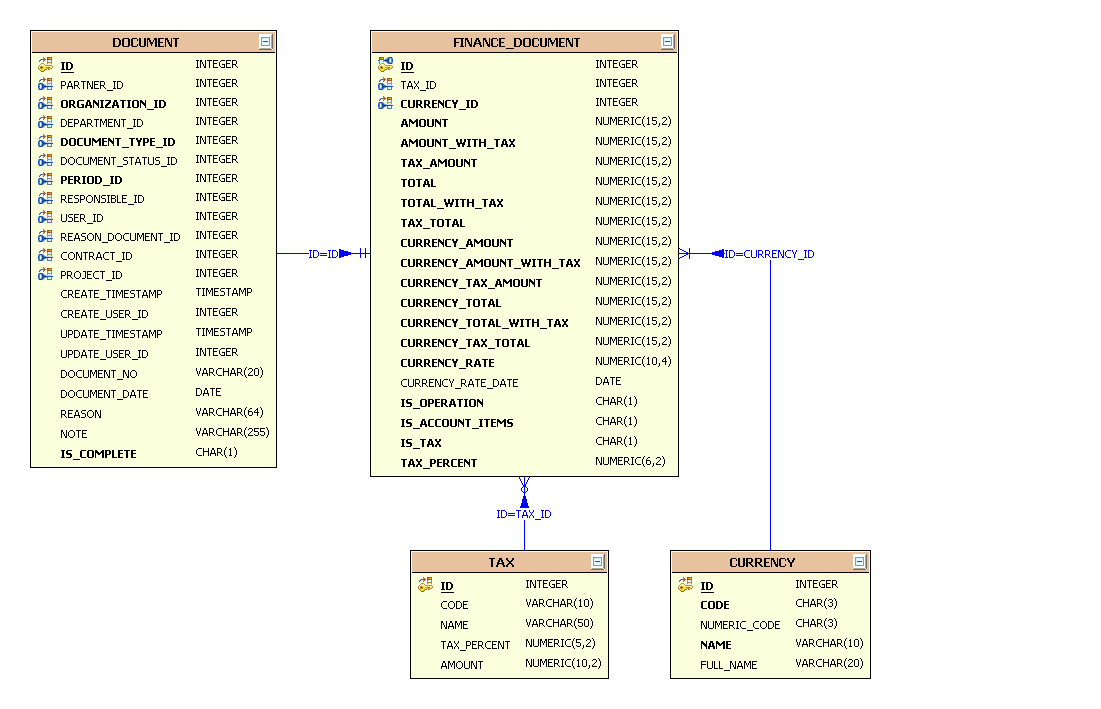 DOCUMENT
ID INTEGER
PARTNER_ID INTEGER
ORGANIZATION_ID INTEGER
DEPARTMENT_ID INTEGER
DOCUMENT_TYPE_ID INTEGER
DOCUMENT_STATUS_ID INTEGER
PERIOD_ID INTEGER
RESPONSIBLE_ID INTEGER
USER_ID INTEGER
REASON_DOCUMENT_ID INTEGER
CONTRACT_ID INTEGER
PROJECT_ID INTEGER
CREATE_TIMESTAMP TIMESTAMP
CREATE_USER_ID INTEGER
UPDATE_TIMESTAMP TIMESTAMP
UPDATE_USER_ID INTEGER
DOCUMENT_NO VARCHAR(20)
DOCUMENT_DATE DATE
REASON VARCHAR(64)
NOTE VARCHAR(255)
IS_COMPLETE CHAR(1)
ID=ID
FINANCE_DOCUMENT
ID INTEGER
TAX_ID INTEGER
CURRENCY_ID INTEGER
AMOUNT NUMERIC(15,2)
AMOUNT_WITH_TAX NUMERIC(15,2)
TAX_AMOUNT NUMERIC(15,2)
TOTAL NUMERIC(15,2)
TOTAL_WITH_TAX NUMERIC(15,2)
TAX_TOTAL NUMERIC(15,2)
CURRENCY_AMOUNT NUMERIC(15,2)
CURRENCY_AMOUNT_WITH_TAX NUMERIC(15,2)
CURRENCY_TAX_AMOUNT NUMERIC(15,2)
CURRENCY_TOTAL NUMERIC(15,2)
CURRENCY_TOTAL_WITH_TAX NUMERIC(15,2)
CURRENCY_TAX_TOTAL NUMERIC(15,2)
CURRENCY_RATE NUMERIC(10,4)
CURRENCY_RATE_DATE DATE
IS_OPERATION CHAR(1)
IS_ACCOUNT_ITEMS CHAR(1)
IS_TAX CHAR(1)
TAX_PERCENT NUMERIC(6,2)
ID=CURRENCY_ID
ID=TAX_ID
TAX
ID INTEGER
CODE VARCHAR(10)
NAME VARCHAR(50)
TAX_PERCENT NUMERIC(5,2)
AMOUNT NUMERIC(10,2)
CURRENCY
ID INTEGER
CODE CHAR(3)
NUMERIC_CODE CHAR(3)
NAME VARCHAR(10)
FULL_NAME VARCHAR(20)